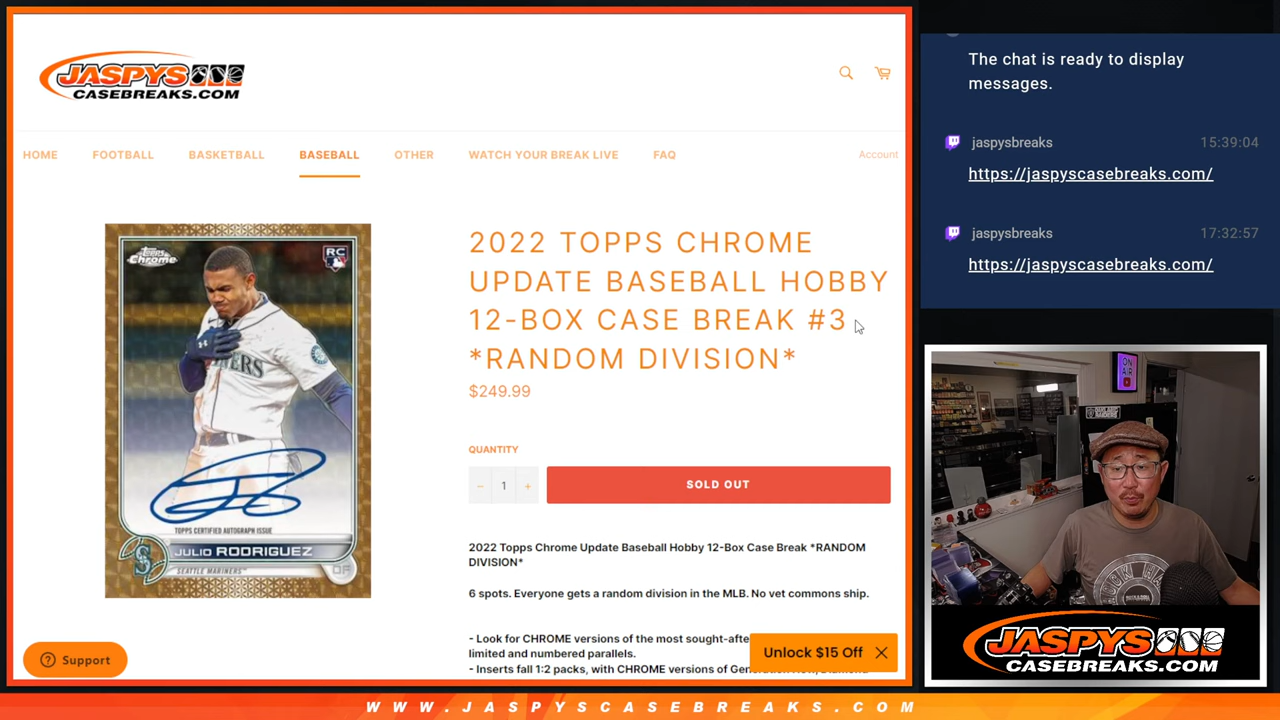 JASPYS
CASEBREAKS.COM
HOME FOOTBALL BASKETBALL BASEBALL OTHER WATCH YOUR BREAK LIVE FAQ Account
Topps
Chrome
RC
TOPPS CERTIFIED AUTOGRAPH ISSUE
JULIO RODRIGUEZ
SEATTLE MARINERS
OF
2022 TOPPS CHROME
UPDATE BASEBALL HOBBY
12-BOX CASE BREAK #3
*RANDOM DIVISION*
$249.99
QUANTITY
− 1 +
SOLD OUT
2022 Topps Chrome Update Baseball Hobby 12-Box Case Break *RANDOM
DIVISION*
6 spots. Everyone gets a random division in the MLB. No vet commons ship.
- Look for CHROME versions of the most sought-afte
limited and numbered parallels.
- Inserts fall 1:2 packs, with CHROME versions of
Support
Unlock $15 Off
The chat is ready to display
messages.
jaspysbreaks 15:39:04
https://jaspyscasebreaks.com/
jaspysbreaks 17:32:57
https://jaspyscasebreaks.com/
ON
AIR
JASPYS
CASEBREAKS.COM
WWW.JASPYSCASEBREAKS.COM